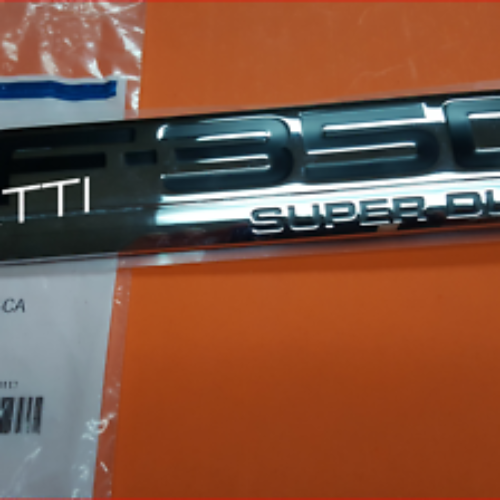 F-350
TTI
SUPER DU
-CA